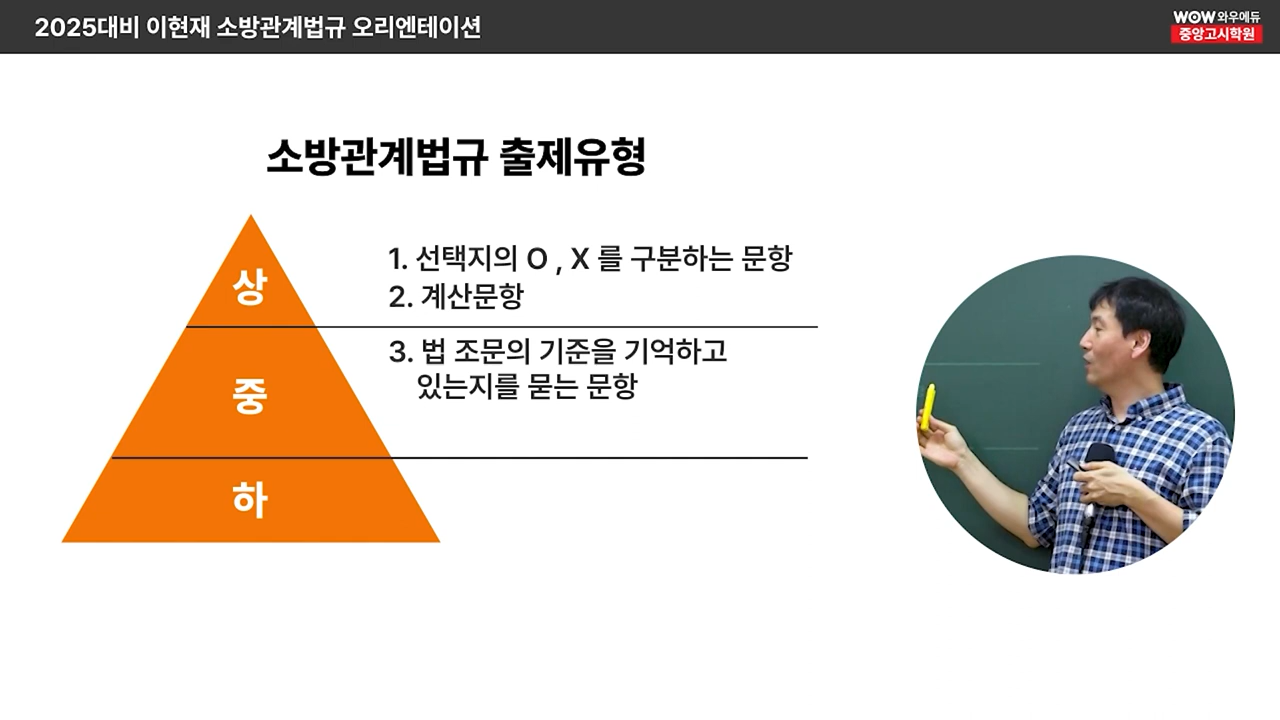 2025대비 이현재 소방관계법규 오리엔테이션
WOW 와우에듀
중앙고시학원
소방관계법규 출제유형
상
1. 선택지의 O , X 를 구분하는 문항
2. 계산문항
중
3. 법 조문의 기준을 기억하고
있는지를 묻는 문항
하